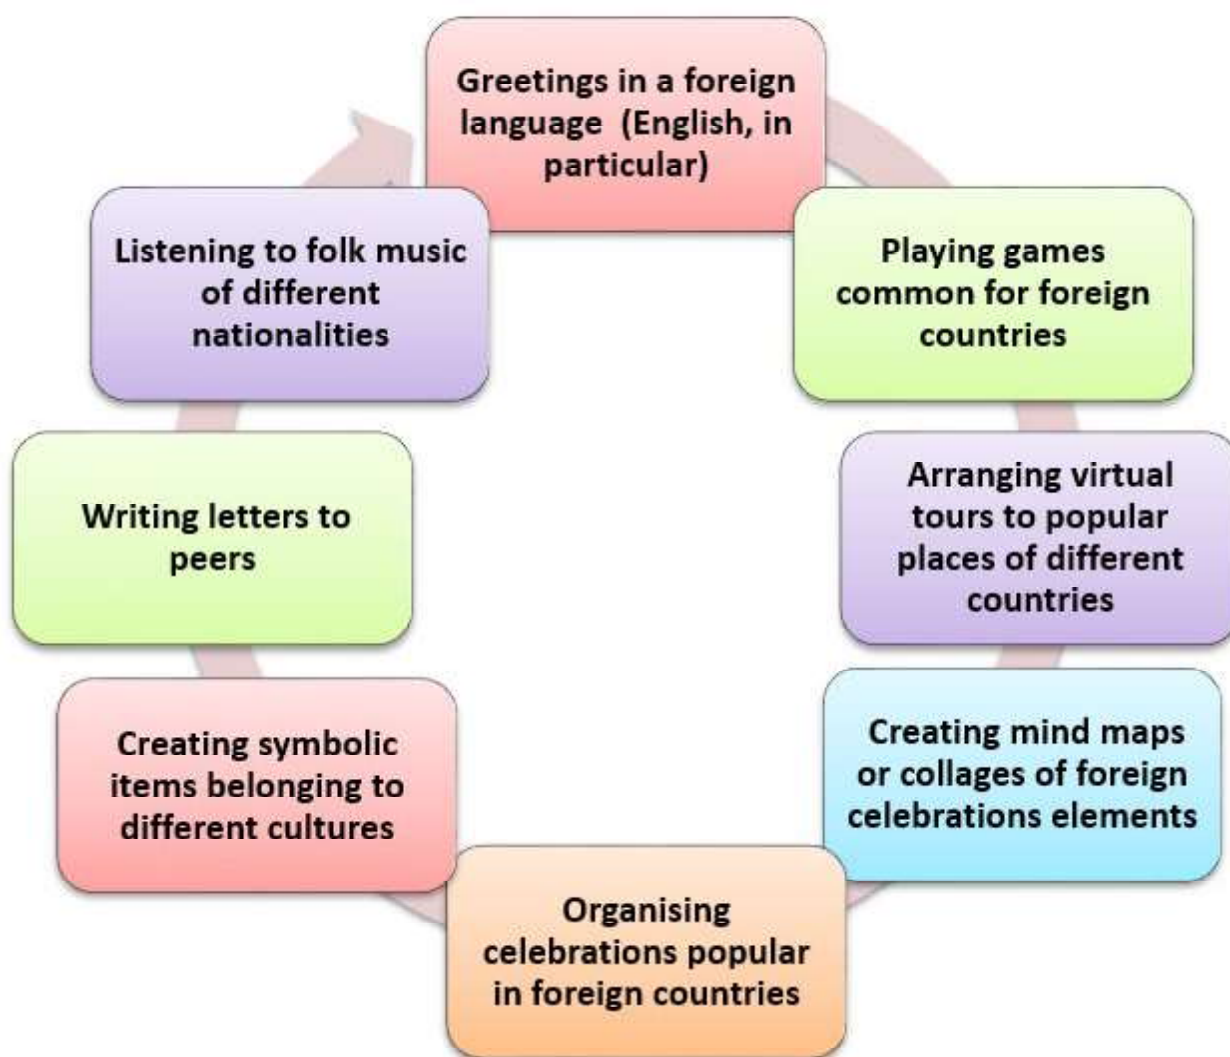 Greetings in a foreign
language (English, in
particular)
Playing games
common for foreign
countries
Arranging virtual
tours to popular
places of different
countries
Creating mind maps
or collages of foreign
celebrations elements
Organising
celebrations popular
in foreign countries
Creating symbolic
items belonging to
different cultures
Writing letters to
peers
Listening to folk music
of different
nationalities